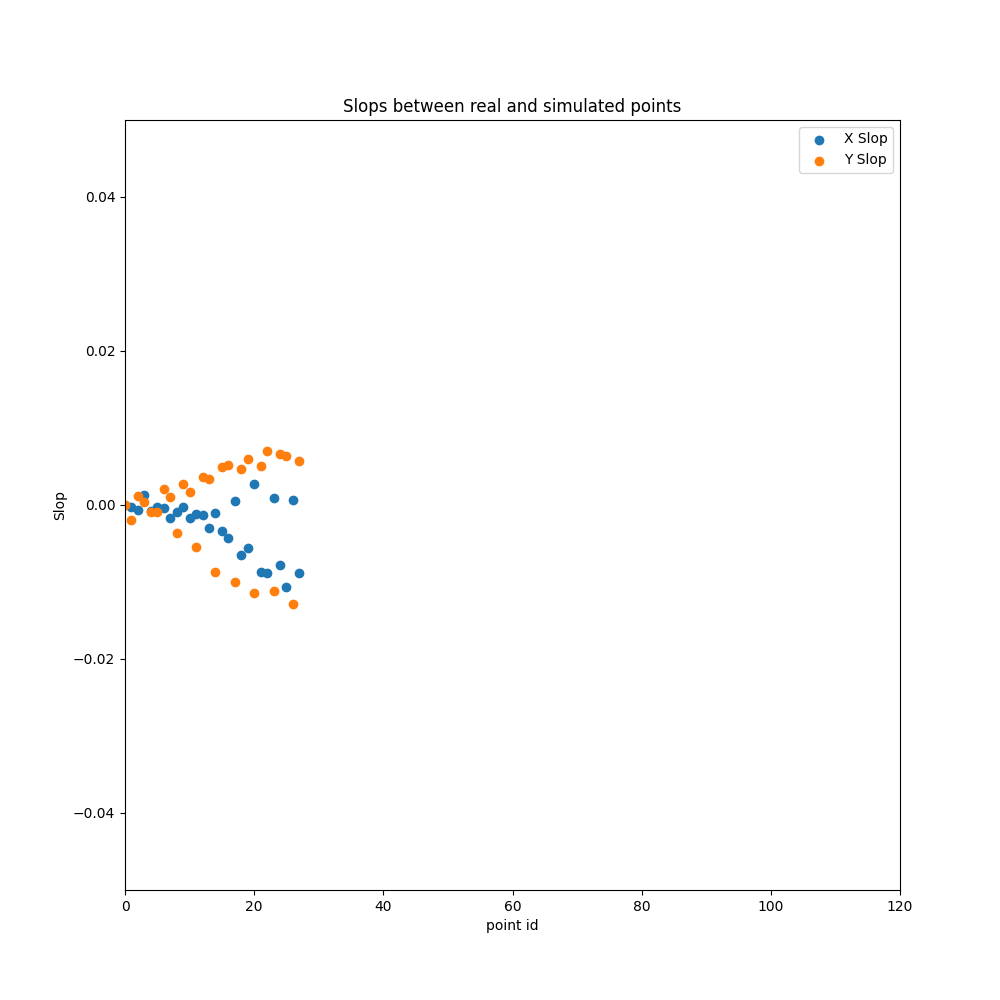 Slops between real and simulated points
X Slop
Y Slop
0.04
0.02
0.00
−0.02
−0.04
Slop
0 20 40 60 80 100 120
point id